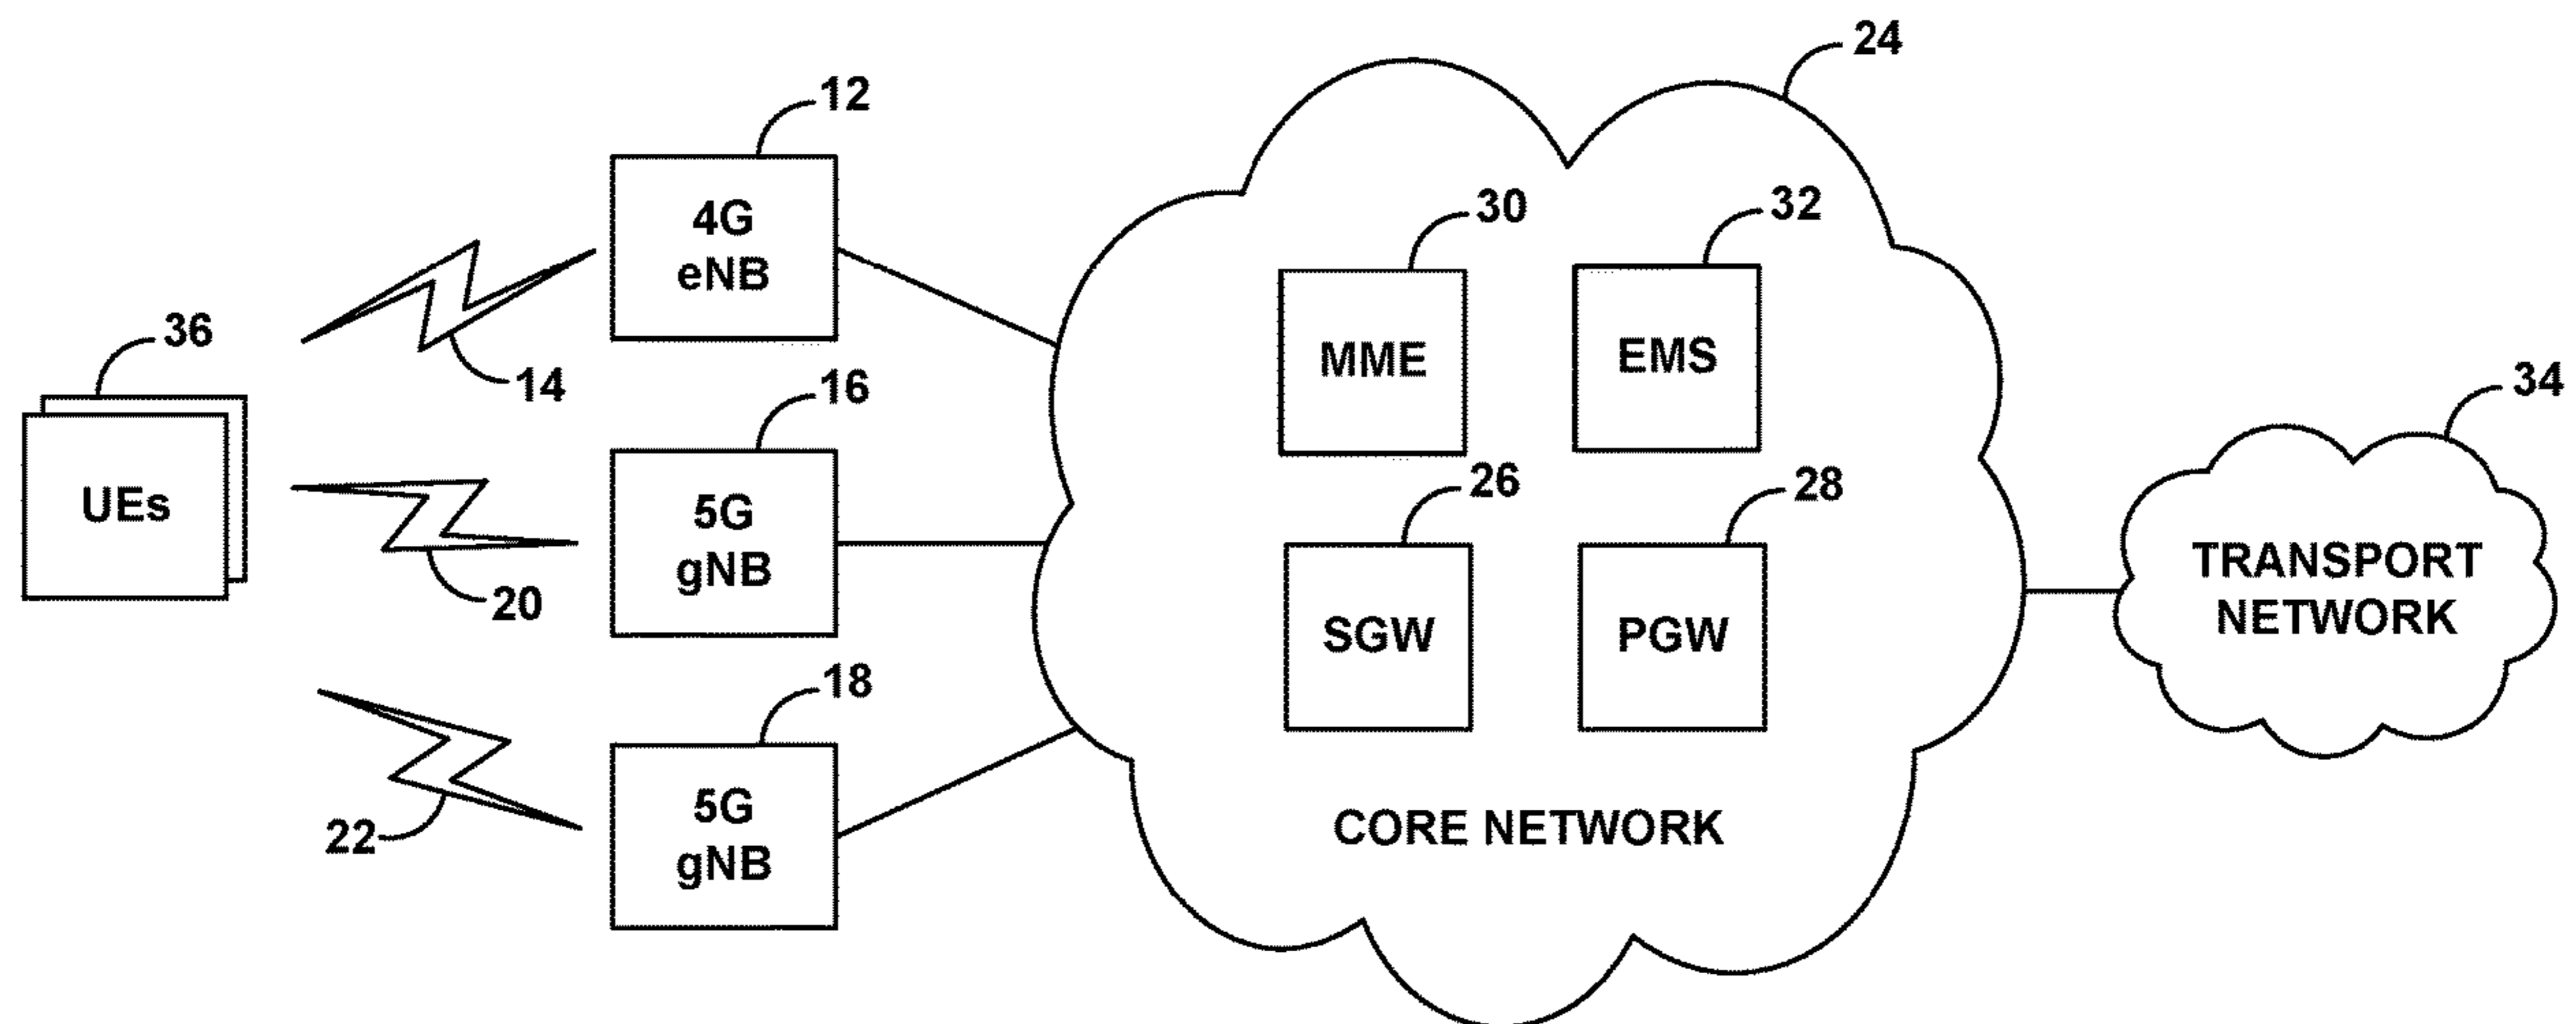 24
12
4G
eNB
14
36
UEs
16
5G
gNB
20
18
5G
gNB
22
30
MME
32
EMS
26
SGW
28
PGW
CORE NETWORK
34
TRANSPORT
NETWORK